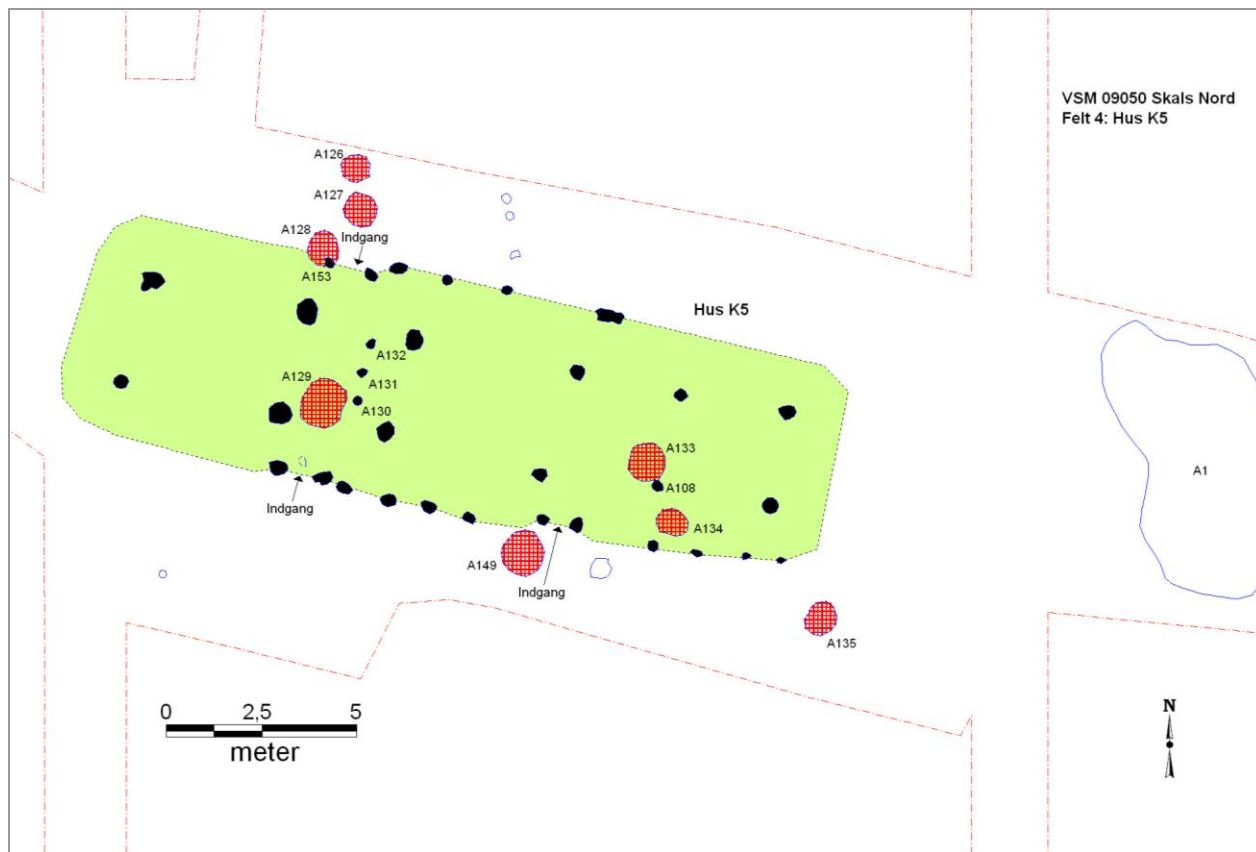 VSM 09050 Skals Nord
Felt 4: Hus K5
A126
A127
A128
Indgang
A153
Hus K5
A132
A131
A129
A130
A133
A108
A134
A1
Indgang
A149
Indgang
A135
0 2,5 5
meter
N